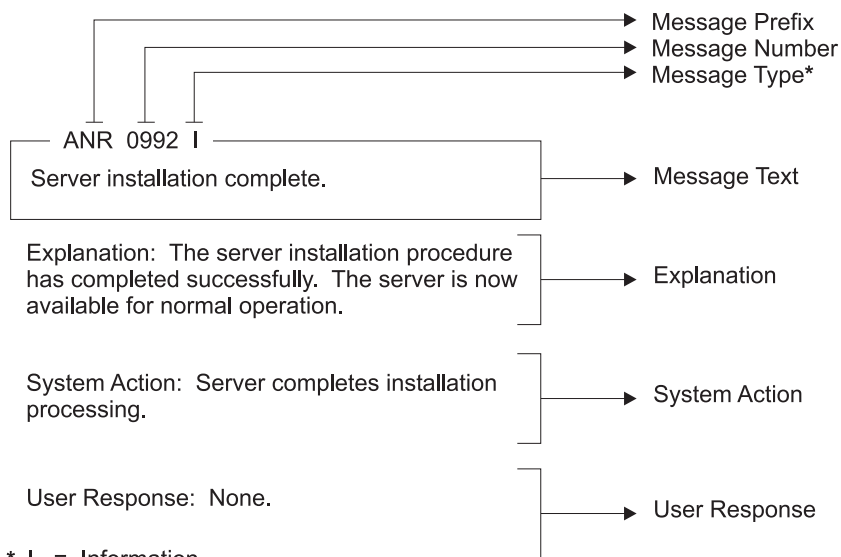 Message Prefix
Message Number
Message Type*
ANR 0992 I
Server installation complete.
Message Text
Explanation: The server installation procedure
has completed successfully. The server is now
available for normal operation.
Explanation
System Action: Server completes installation
processing.
System Action
User Response: None.
User Response
* I = Information